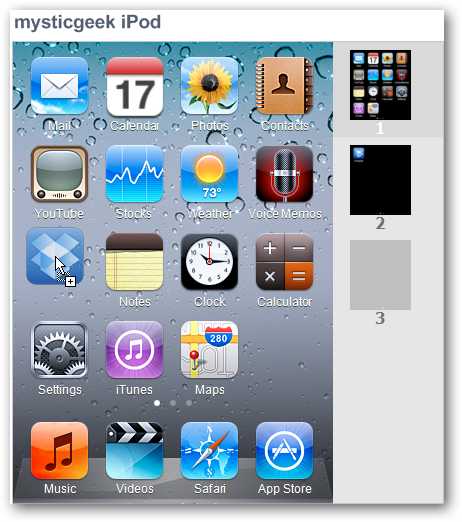 mysticgeek iPod
17
Mail Calendar Photos Contacts
1
73°
YouTube Stocks Weather Voice Memos
2
Notes Clock Calculator
280
3
Settings iTunes Maps
Music Videos Safari App Store